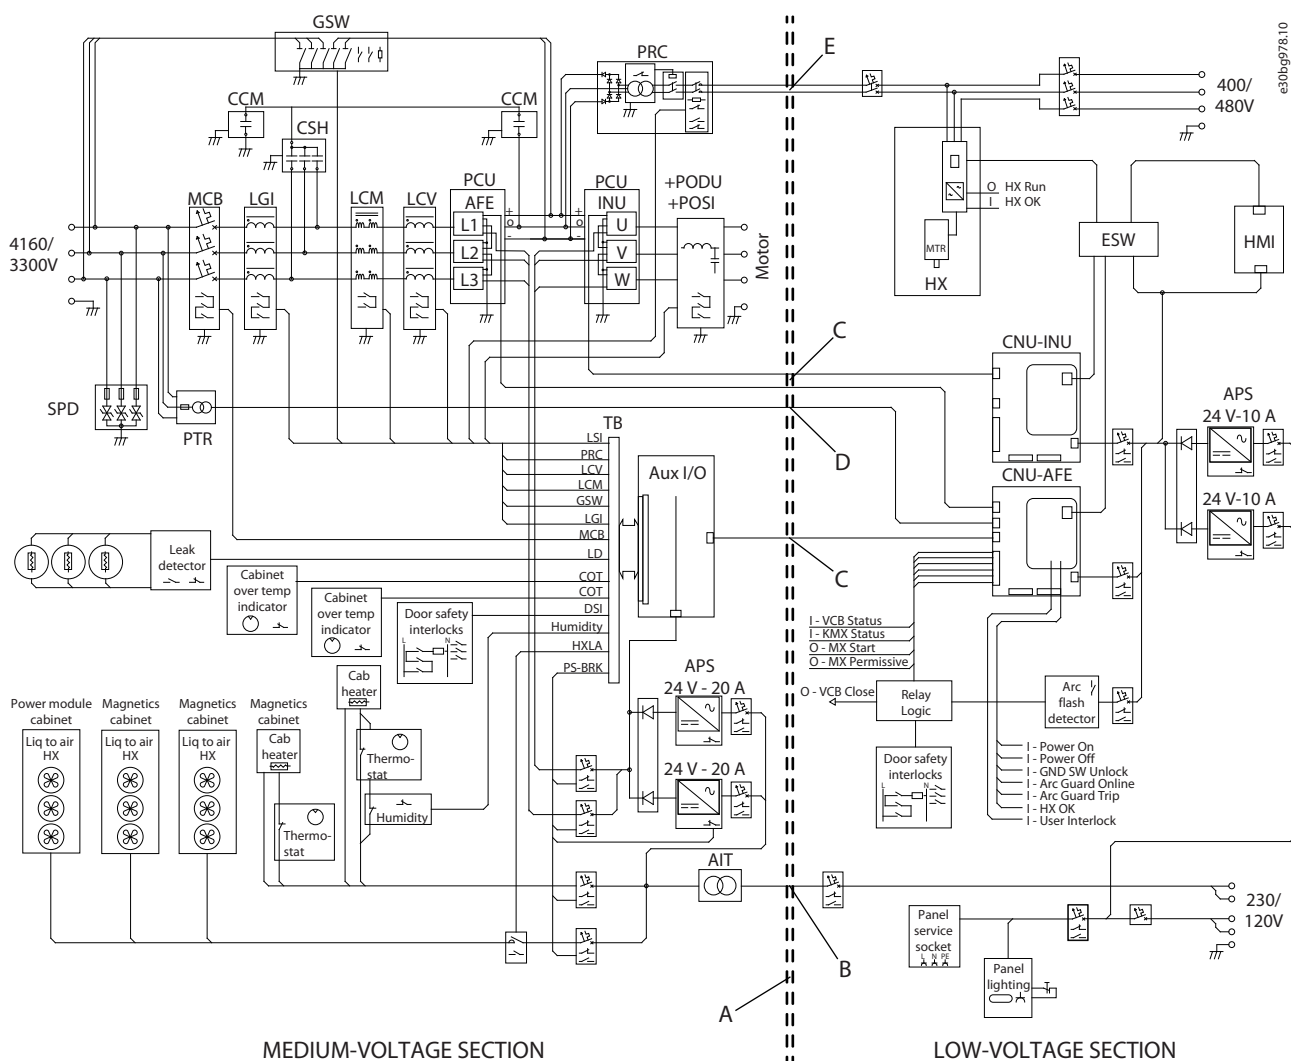 GSW
PRC
E
e30bg978.10
400/
480V
CCM
CSH
CCM
MCB
LGI
LCM
LCV
PCU
AFE
PCU
INU
+PODU
+POSI
4160/
3300V
L1
L2
L3
+
O
-
U
V
W
Motor
O HX Run
I HX OK
MTR
HX
ESW
HMI
C
CNU-INU
SPD
PTR
D
APS
24 V-10 A
24 V-10 A
TB
LSI
PRC
LCV
LCM
GSW
LGI
MCB
LD
COT
COT
DSI
Humidity
HXLA
PS-BRK
Aux I/O
CNU-AFE
C
Leak
detector
Cabinet
over temp
indicator
Cabinet
over temp
indicator
Door safety
interlocks
L
N
I - VCB Status
I - KMX Status
O - MX Start
O - MX Permissive
O - VCB Close
Relay
Logic
Arc
flash
detector
Door safety
interlocks
L
N
I - Power On
I - Power Off
I - GND SW Unlock
I - Arc Guard Online
I - Arc Guard Trip
I - HX OK
I - User Interlock
APS
24 V - 20 A
24 V - 20 A
Power module
cabinet
Magnetics
cabinet
Magnetics
cabinet
Magnetics
cabinet
Cab
heater
Liq to air
HX
Liq to air
HX
Liq to air
HX
Cab
heater
Thermo-
stat
Humidity
Thermo-
stat
AIT
230/
120V
Panel
service
socket
L N PE
Panel
lighting
B
A
MEDIUM-VOLTAGE SECTION
LOW-VOLTAGE SECTION